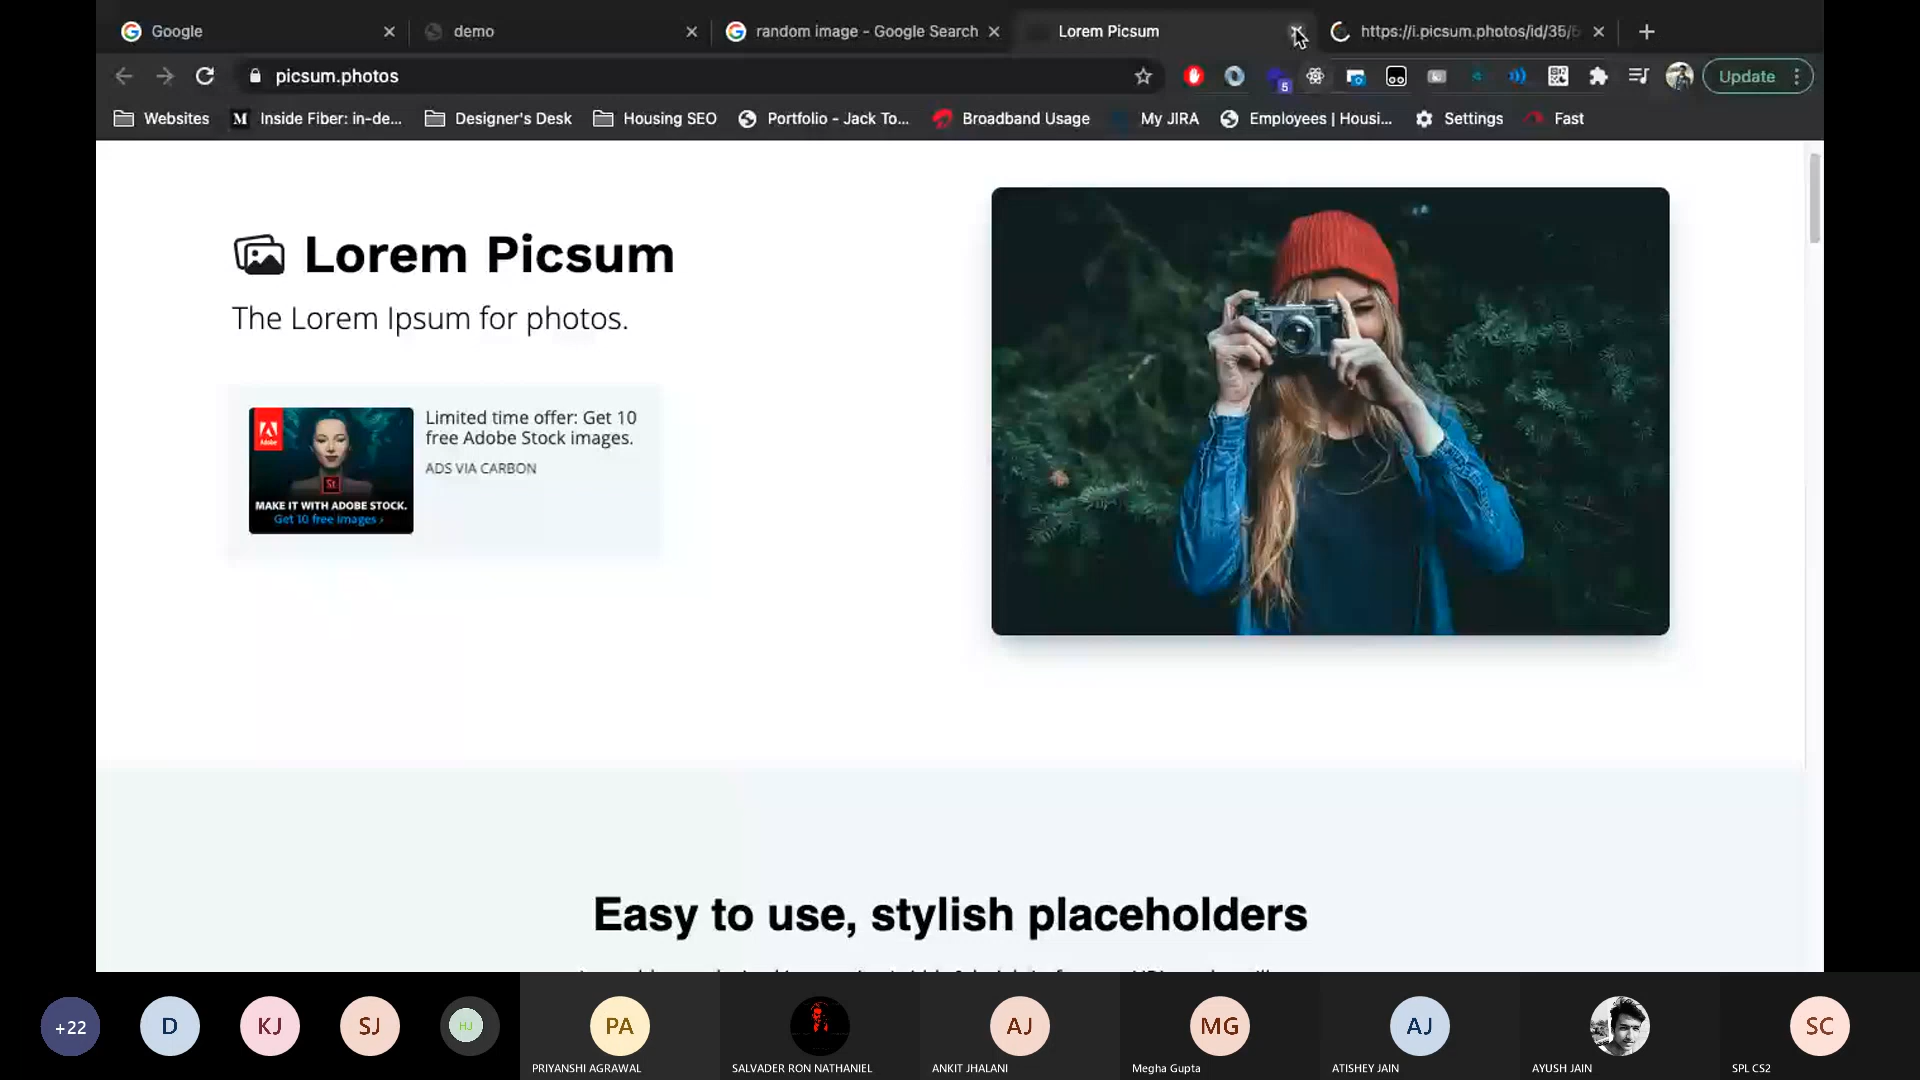 Google
demo
random image - Google Search
Lorem Picsum
https://i.picsum.photos/id/35/
picsum.photos
5
Update
Websites
M
Inside Fiber: in-de...
Designer's Desk
Housing SEO
Portfolio - Jack To...
Broadband Usage
My JIRA
Employees | Housi...
Settings
Fast
Lorem Picsum
The Lorem Ipsum for photos.
Adobe
St
MAKE IT WITH ADOBE STOCK.
Get 10 free images ›
Limited time offer: Get 10
free Adobe Stock images.
ADS VIA CARBON
Easy to use, stylish placeholders
+22
D
KJ
SJ
HJ
PA
AJ
MG
AJ
SC
PRIYANSHI AGRAWAL
SALVADER RON NATHANIEL
ANKIT JHALANI
Megha Gupta
ATISHEY JAIN
AYUSH JAIN
SPL CS2